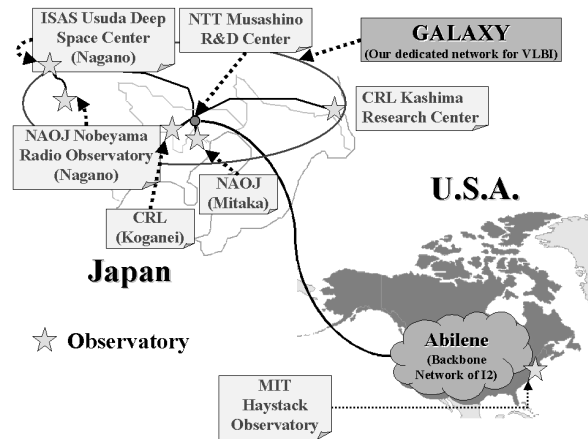 ISAS Usuda Deep
Space Center
(Nagano)
NTT Musashino
R&D Center
GALAXY
(Our dedicated network for VLBI)
CRL Kashima
Research Center
NAOJ Nobeyama
Radio Observatory
(Nagano)
NAOJ
(Mitaka)
CRL
(Koganei)
U.S.A.
Japan
Observatory
Abilene
(Backbone
Network of I2)
MIT
Haystack
Observatory